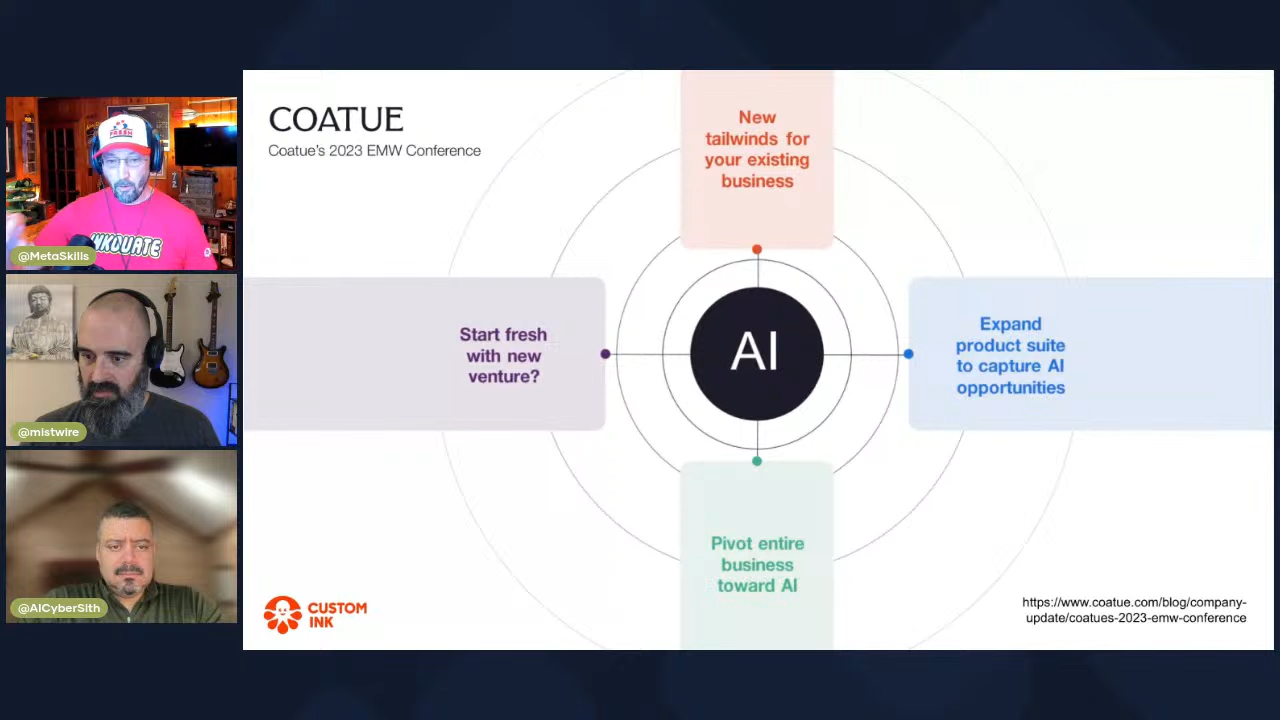 COATUE
Coatue's 2023 EMW Conference
New
tailwinds for
your existing
business
Start fresh
with new
venture?
AI
Expand
product suite
to capture AI
opportunities
Pivot entire
business
toward AI
CUSTOM
INK
https://www.coatue.com/blog/company-
update/coatues-2023-emw-conference
FRESH
INKOVATE
@MetaSkills
@mistwire
@AICyberSith